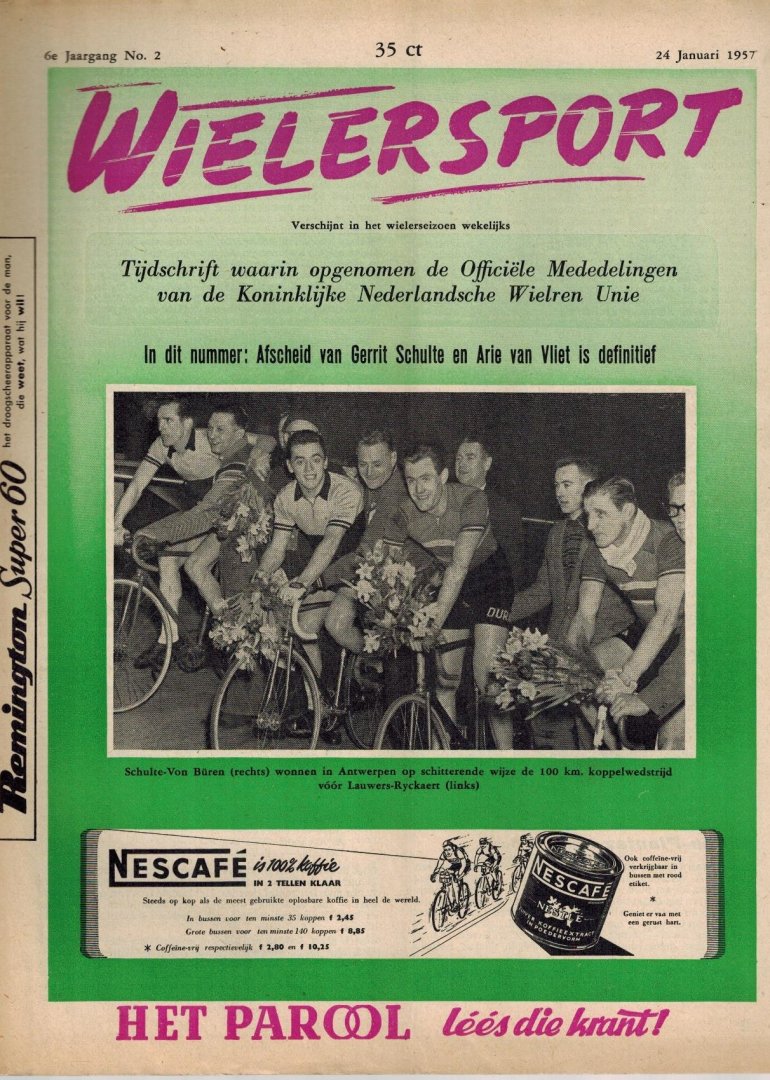 6e Jaargang No. 2
35 ct
24 Januari 1957
WIELERSPORT
Verschijnt in het wielerseizoen wekelijks
Tijdschrift waarin opgenomen de Officiële Mededelingen
van de Koninklijke Nederlandsche Wielren Unie
In dit nummer: Afscheid van Gerrit Schulte en Arie van Vliet is definitief
DUR
Schulte-Von Büren (rechts) wonnen in Antwerpen op schitterende wijze de 100 km. koppelwedstrijd
vóór Lauwers-Ryckaert (links)
NESCAFÉ is 100% koffie
IN 2 TELLEN KLAAR
Steeds op kop als de meest gebruikte oplosbare koffie in heel de wereld.
In bussen voor ten minste 35 koppen f 2,45
Grote bussen voor ten minste 140 koppen f 8,85
* Coffeïne-vrij respectievelijk f 2,80 en f 10,25
NESCAFÉ
NESTLÉ
KOFFIEEXTRACT
IN POEDERVORM
Ook coffeïne-vrij
verkrijgbaar in
bussen met rood
etiket.
*
Geniet er van met
een gerust hart.
HET PAROOL léés die krant!
Remington Super 60
het droogscheerapparaat voor de man,
die weet, wat hij wil!